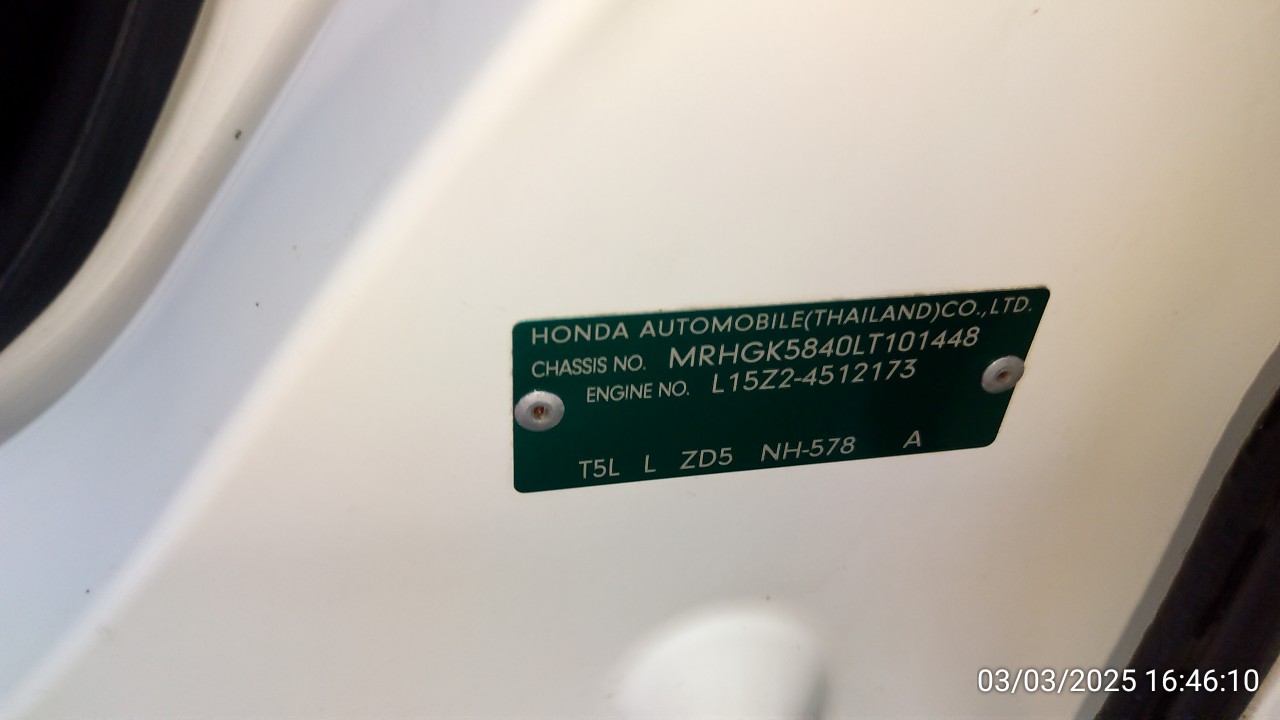 HONDA AUTOMOBILE(THAILAND)CO.,LTD.
CHASSIS NO. MRHGK5840LT101448
ENGINE NO. L15Z2-4512173
T5L L ZD5 NH-578 A
03/03/2025 16:46:10